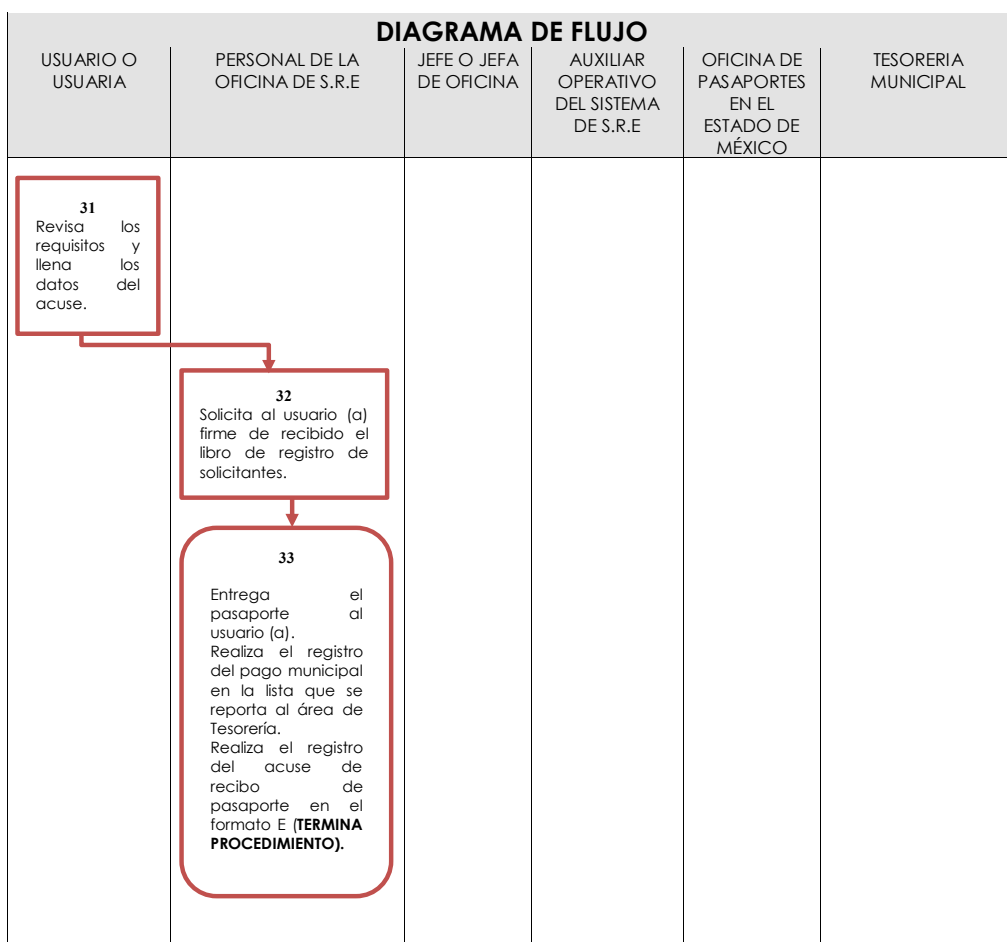 DIAGRAMA DE FLUJO
USUARIO O
USUARIA
PERSONAL DE LA
OFICINA DE S.R.E
JEFE O JEFA
DE OFICINA
AUXILIAR
OPERATIVO
DEL SISTEMA
DE S.R.E
OFICINA DE
PASAPORTES
EN EL
ESTADO DE
MÉXICO
TESORERIA
MUNICIPAL
31
Revisa los
requisitos y
llena los
datos del
acuse.
32
Solicita al usuario (a)
firme de recibido el
libro de registro de
solicitantes.
33
Entrega el
pasaporte al
usuario (a).
Realiza el registro
del pago municipal
en la lista que se
reporta al área de
Tesorería.
Realiza el registro
del acuse de
recibo de
pasaporte en el
formato E (TERMINA
PROCEDIMIENTO).